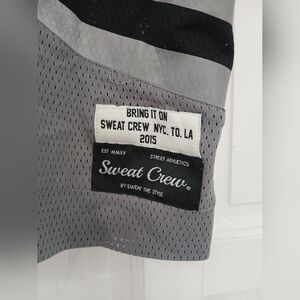 BRING IT ON
SWEAT CREW NYC. TO. LA
2015
EST MMXV STREET ATHLETICS
Sweat Crew®
BY SWEAT THE STYLE